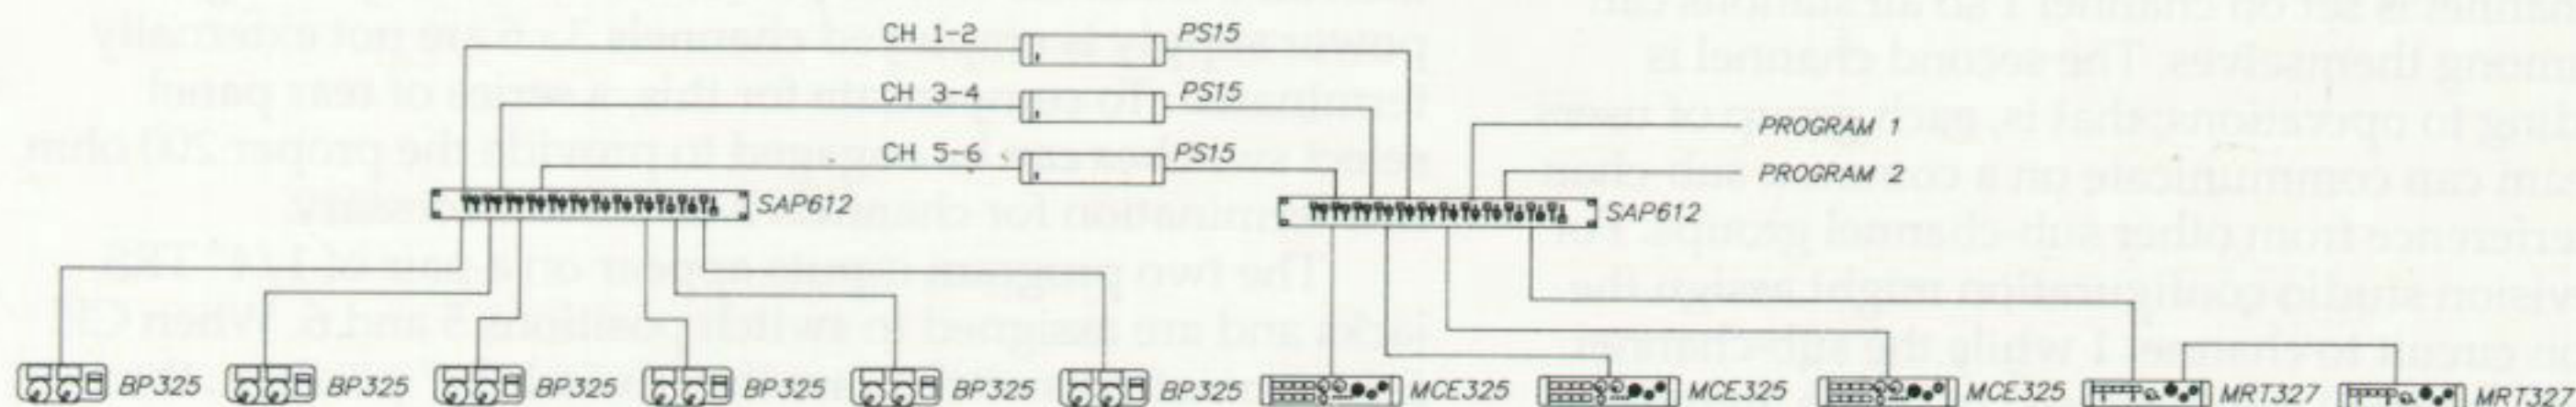 CH 1-2
PS15
CH 3-4
PS15
CH 5-6
PS15
PROGRAM 1
PROGRAM 2
SAP612
SAP612
BP325
BP325
BP325
BP325
BP325
BP325
MCE325
MCE325
MCE325
MRT327
MRT327